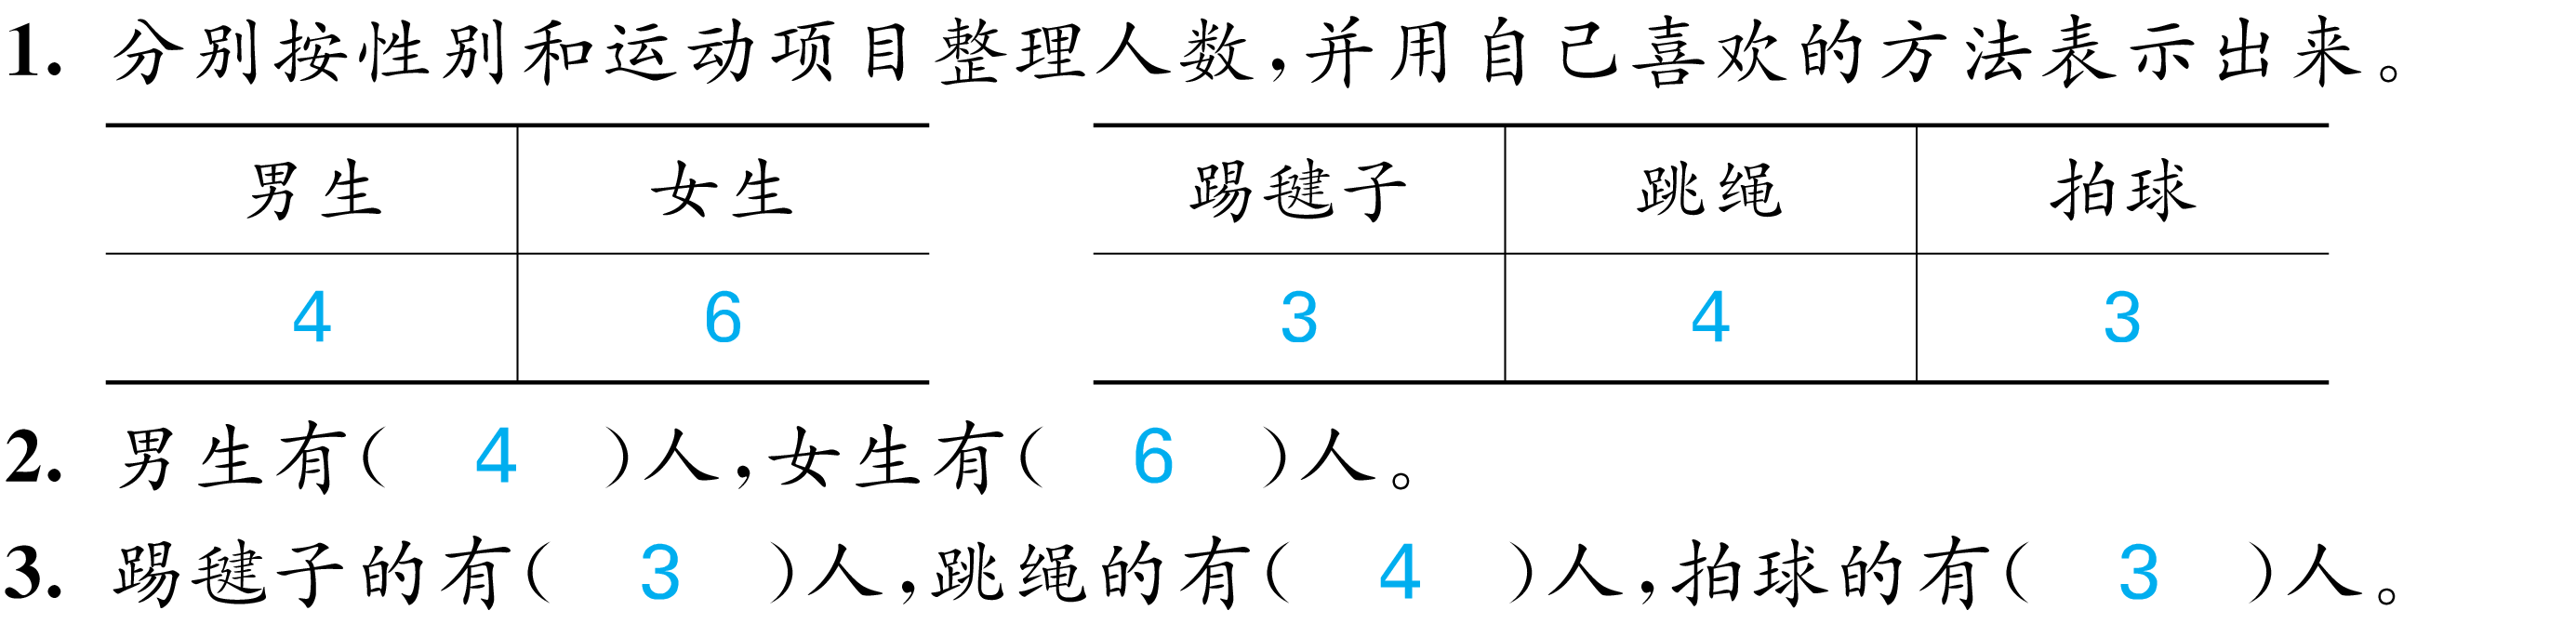 1. 分别按性别和运动项目整理人数,并用自己喜欢的方法表示出来。
男生 女生 踢毽子 跳绳 拍球
4 6 3 4 3
2. 男生有( 4 )人,女生有( 6 )人。
3. 踢毽子的有( 3 )人,跳绳的有( 4 )人,拍球的有( 3 )人。